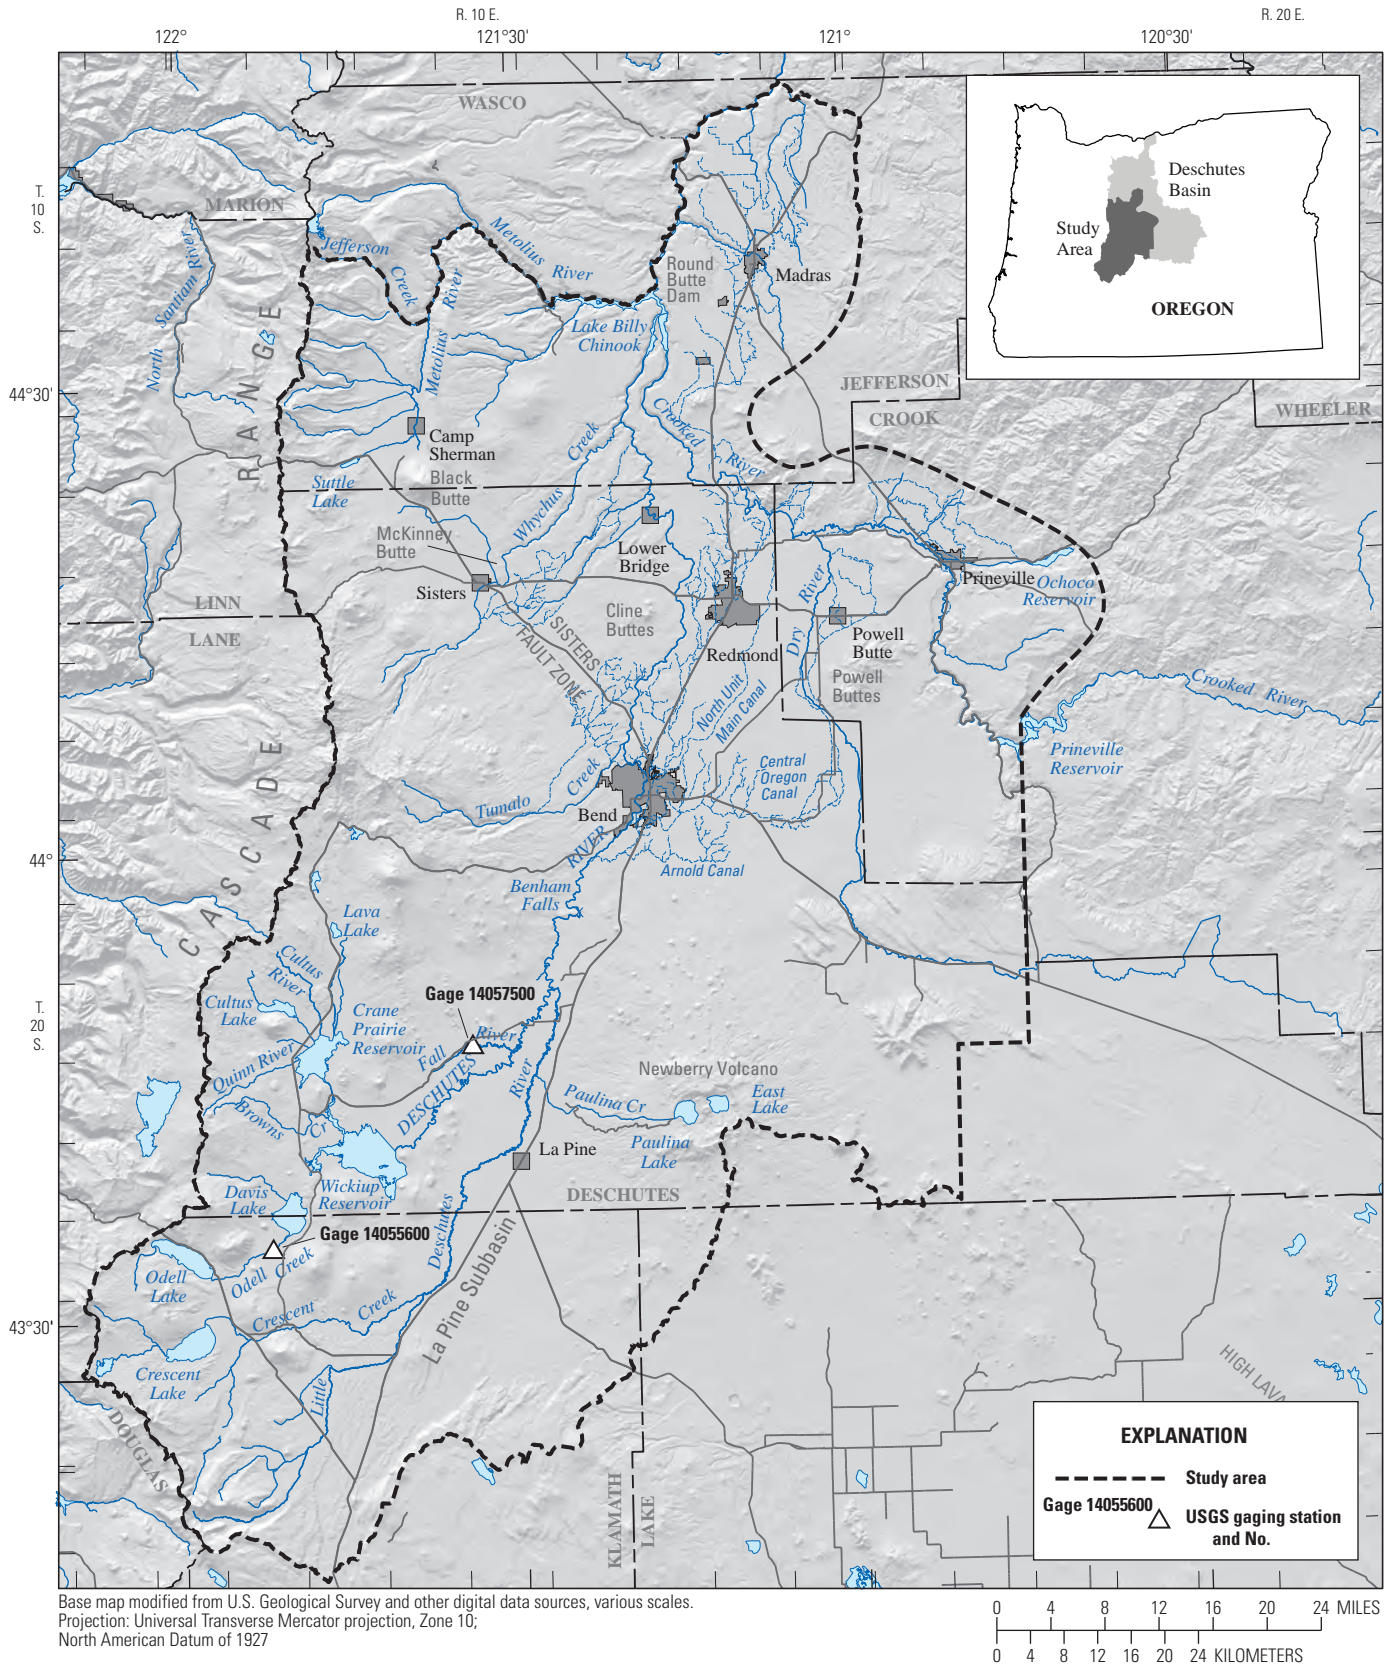 R. 10 E.
R. 20 E.
122°
121°30'
121°
120°30'
WASCO
Deschutes
Basin
Study
Area
OREGON
T.
10
S.
MARION
North Santiam River
Jefferson
Creek
Metolius
River
Metolius
River
Round
Butte
Dam
Madras
Lake Billy
Chinook
44°30'
JEFFERSON
CROOK
WHEELER
Camp
Sherman
Black
Butte
Suttle
Lake
Crooked
River
Whychus
Creek
McKinney
Butte
Lower
Bridge
Sisters
Prineville
Ochoco
Reservoir
LINN
LANE
Cline
Buttes
SISTERS
FAULT ZONE
Redmond
Dry
River
Powell
Butte
Powell
Buttes
North Unit
Main Canal
Crooked River
Prineville
Reservoir
CASCADE
RANGE
Central
Oregon
Canal
Tumalo
Creek
Bend
Arnold Canal
44°
RIVER
Benham
Falls
Lava
Lake
Cultus
River
Cultus
Lake
T.
20
S.
Gage 14057500
Crane
Prairie
Reservoir
Fall
River
DESCHUTES
Quinn River
Browns
Cr
River
Newberry Volcano
Paulina Cr
East
Lake
Paulina
Lake
La Pine
Wickiup
Reservoir
Davis
Lake
DESCHUTES
Gage 14055600
Odell
Lake
Odell Creek
Deschutes
La Pine Subbasin
43°30'
Crescent
Creek
Crescent
Lake
Little
DOUGLAS
HIGH LAVA
KLAMATH
LAKE
EXPLANATION
Study area
Gage 14055600
USGS gaging station
and No.
Base map modified from U.S. Geological Survey and other digital data sources, various scales.
Projection: Universal Transverse Mercator projection, Zone 10;
North American Datum of 1927
0 4 8 12 16 20 24 MILES
0 4 8 12 16 20 24 KILOMETERS